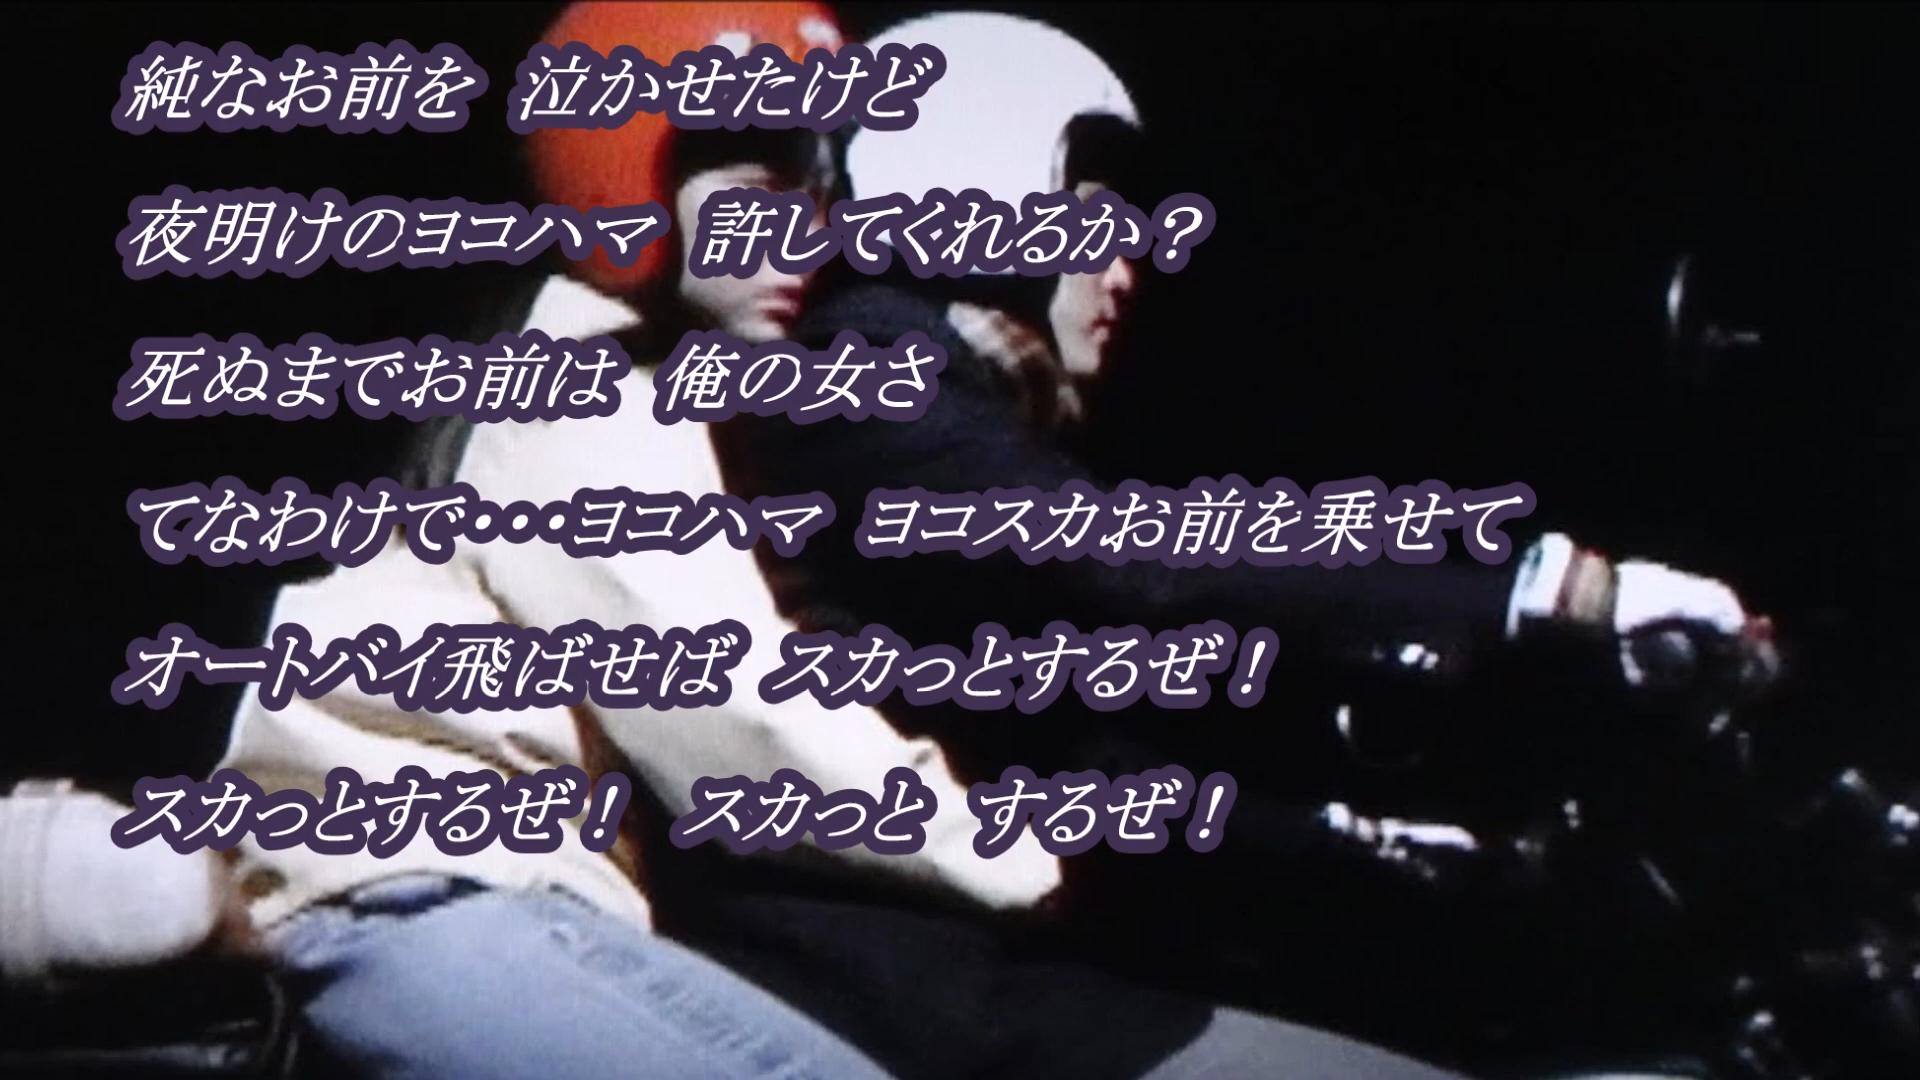 純なお前を　泣かせたけど
夜明けのヨコハマ　許してくれるか？
死ぬまでお前は　俺の女さ
てなわけで・・・ヨコハマ　ヨコスカお前を乗せて
オートバイ飛ばせば　スカっとするぜ！
スカっとするぜ！　スカっと　するぜ！